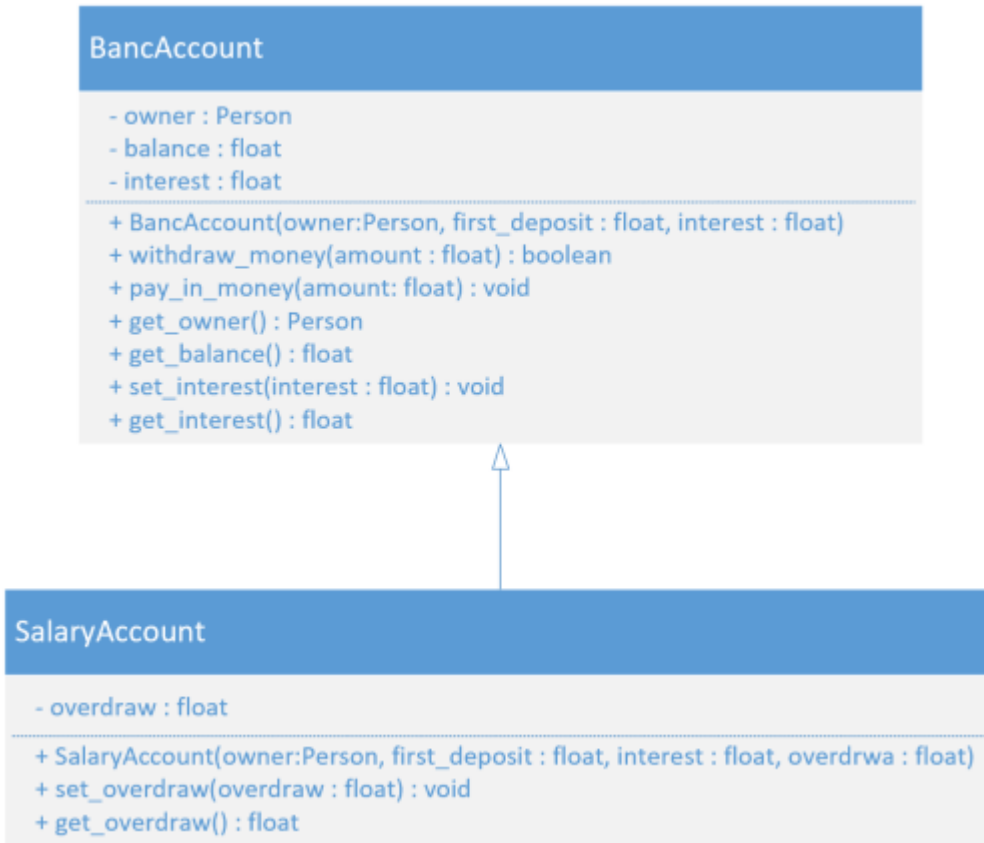 BancAccount
- owner : Person
- balance : float
- interest : float
+ BancAccount(owner:Person, first_deposit : float, interest : float)
+ withdraw_money(amount : float) : boolean
+ pay_in_money(amount: float) : void
+ get_owner() : Person
+ get_balance() : float
+ set_interest(interest : float) : void
+ get_interest() : float
SalaryAccount
- overdraw : float
+ SalaryAccount(owner:Person, first_deposit : float, interest : float, overdrwa : float)
+ set_overdraw(overdraw : float) : void
+ get_overdraw() : float